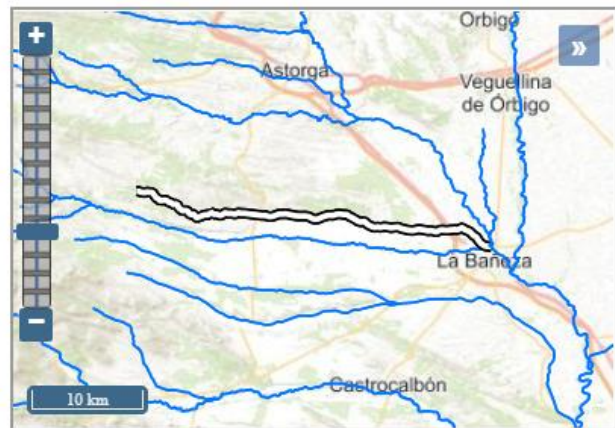 Orbigo
+
»
Astorga
Veguellina
de Órbigo
La Bañeza
−
Castrocalbón
10 km